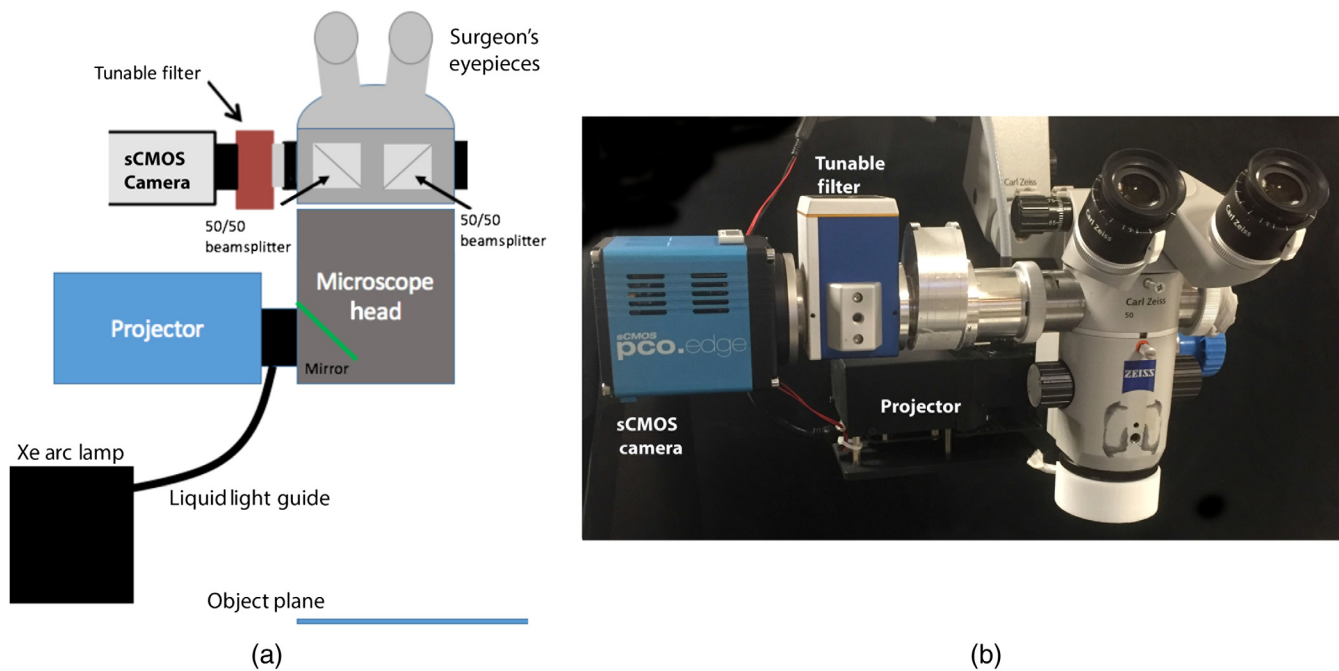 Surgeon's
eyepieces
Tunable filter
sCMOS
Camera
50/50
beamsplitter
50/50
beamsplitter
Microscope
head
Projector
Mirror
Xe arc lamp
Liquid light guide
Object plane
(a)
Tunable
filter
Carl Zeiss
Carl Zeiss
Carl Zeiss
Carl Zeiss
50
sCMOS
pco.edge
ZEISS
Projector
sCMOS
camera
(b)